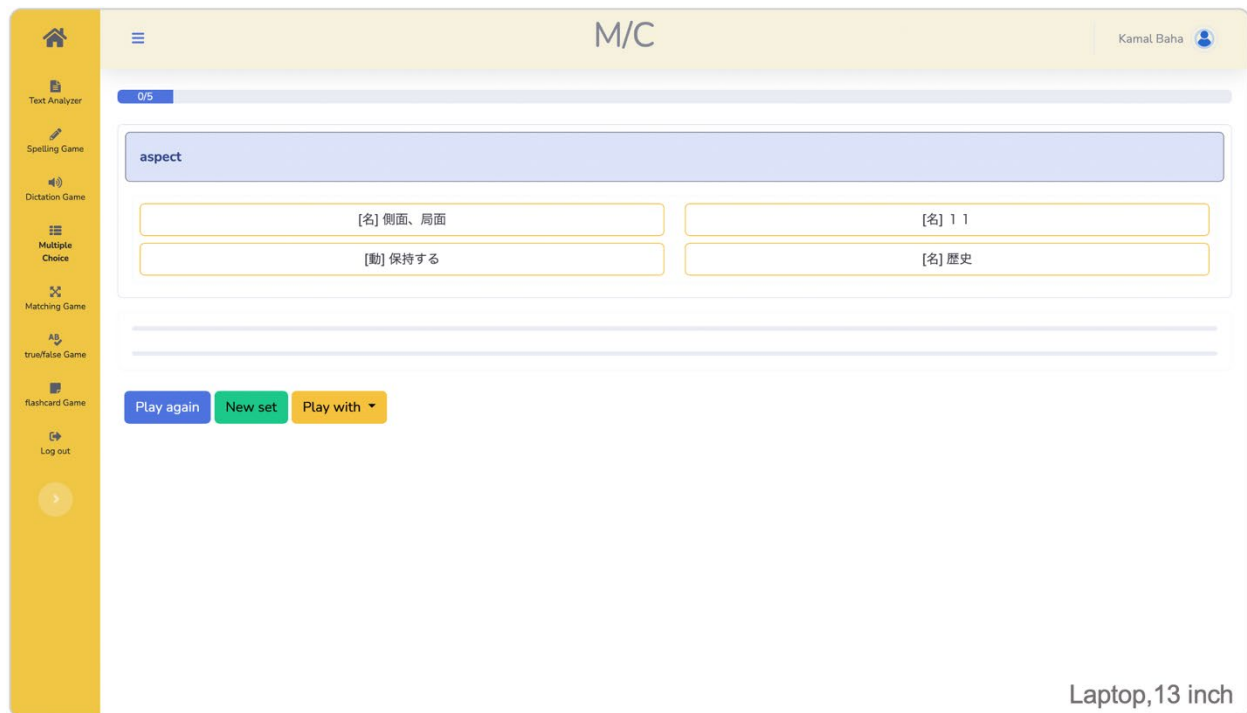 M/C
Kamal Baha
Text Analyzer
Spelling Game
Dictation Game
Multiple
Choice
Matching Game
true/false Game
flashcard Game
Log out
0/5
aspect
[名] 側面、局面
[名] １１
[動] 保持する
[名] 歴史
Play again
New set
Play with
Laptop,13 inch